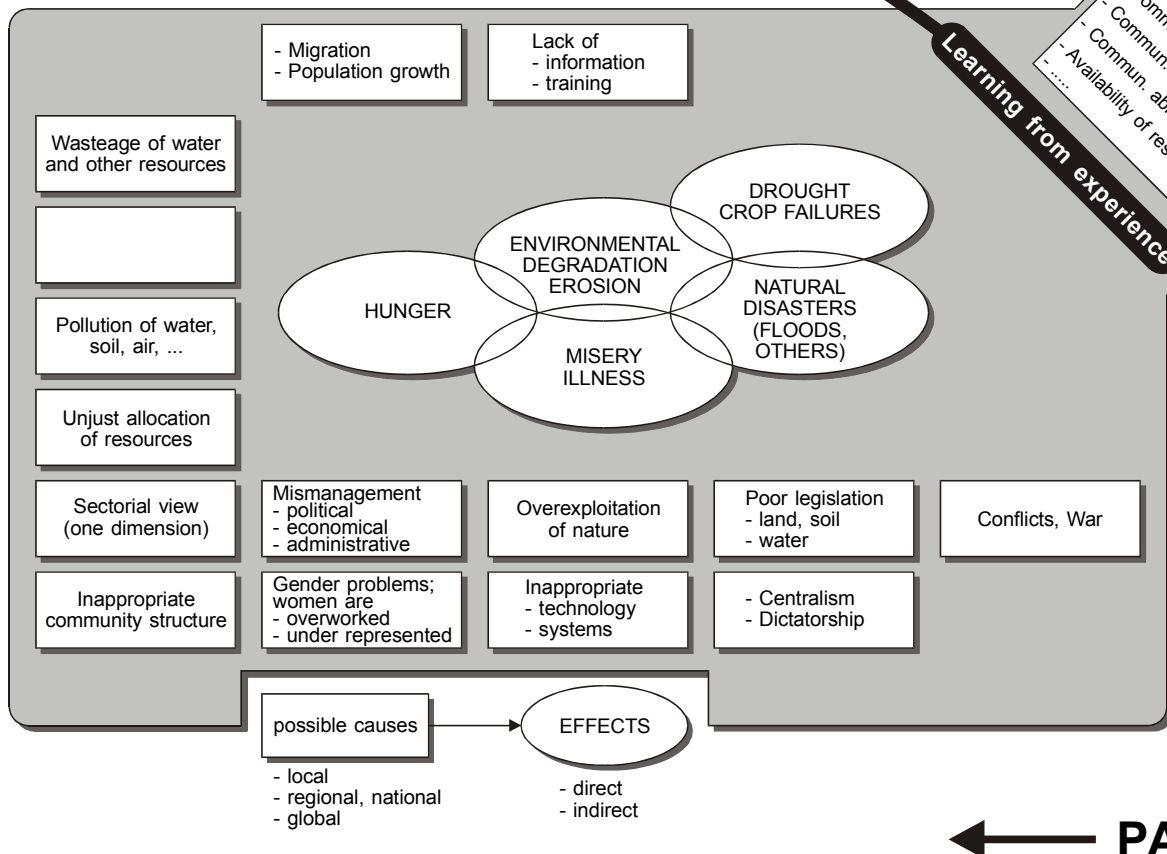 - Migration
- Population growth
Lack of
- information
- training
- Commun.
- Commun.
- Availability of
- .....
Learning from experience
Wasteage of water
and other resources
Pollution of water,
soil, air, ...
Unjust allocation
of resources
DROUGHT
CROP FAILURES
ENVIRONMENTAL
DEGRADATION
EROSION
HUNGER
NATURAL
DISASTERS
(FLOODS,
OTHERS)
MISERY
ILLNESS
Sectorial view
(one dimension)
Mismanagement
- political
- economical
- administrative
Overexploitation
of nature
Poor legislation
- land, soil
- water
Conflicts, War
Inappropriate
community structure
Gender problems;
women are
- overworked
- under represented
Inappropriate
- technology
- systems
- Centralism
- Dictatorship
possible causes
EFFECTS
- local
- regional, national
- global
- direct
- indirect
PA